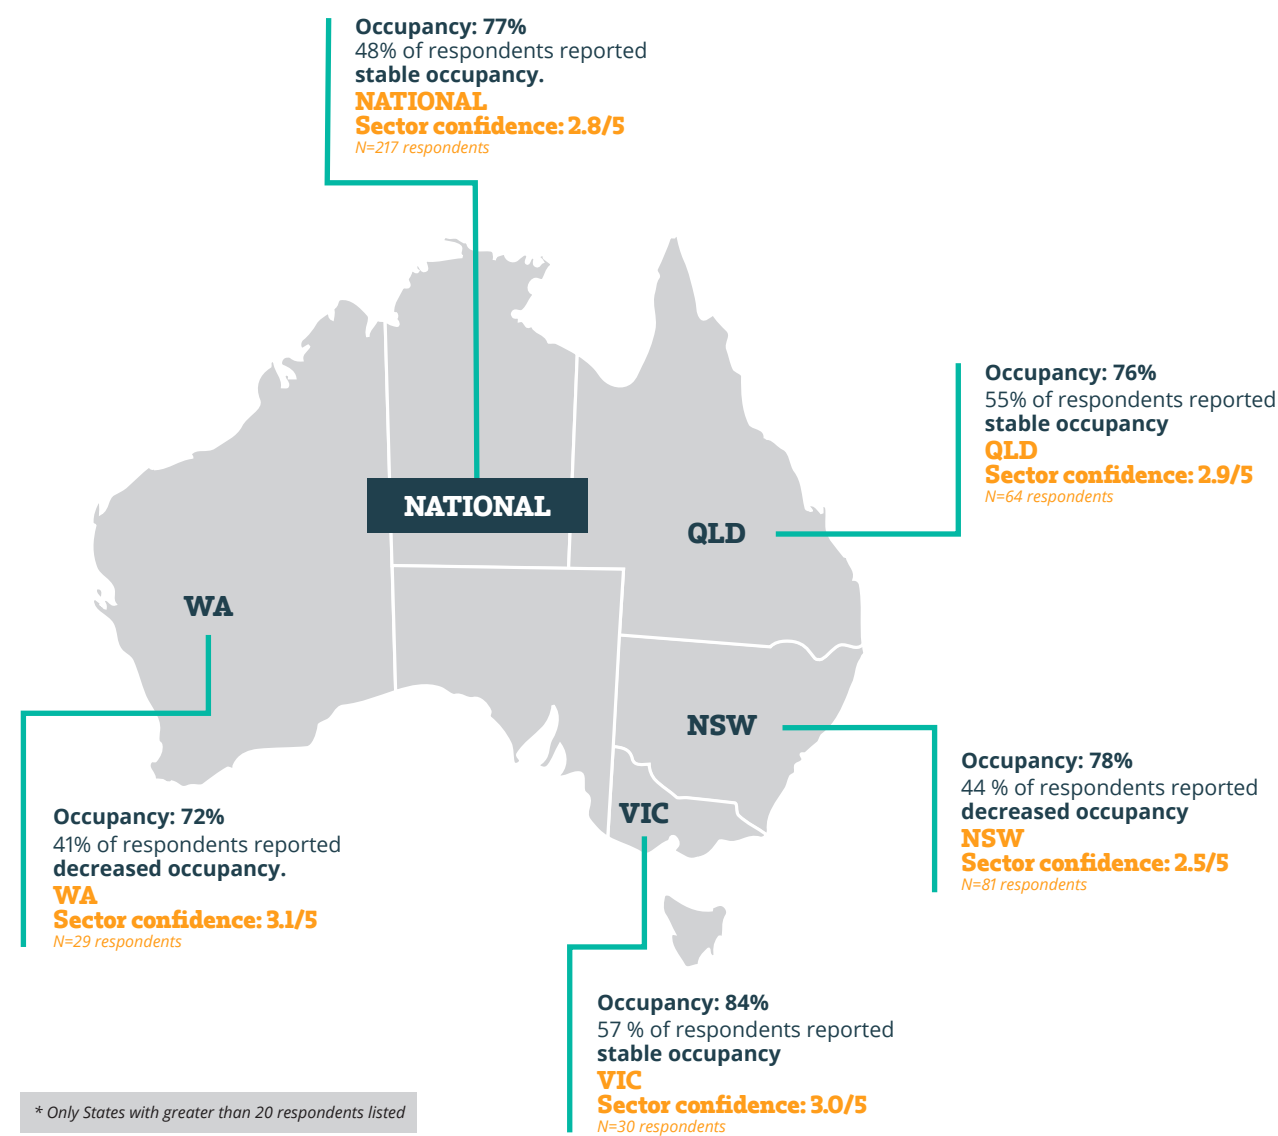 Occupancy: 77%
48% of respondents reported
stable occupancy.
NATIONAL
Sector confidence: 2.8/5
N=217 respondents
Occupancy: 76%
55% of respondents reported
stable occupancy
QLD
Sector confidence: 2.9/5
N=64 respondents
NATIONAL
QLD
WA
NSW
VIC
Occupancy: 78%
44 % of respondents reported
decreased occupancy
NSW
Sector confidence: 2.5/5
N=81 respondents
Occupancy: 72%
41% of respondents reported
decreased occupancy.
WA
Sector confidence: 3.1/5
N=29 respondents
Occupancy: 84%
57 % of respondents reported
stable occupancy
VIC
Sector confidence: 3.0/5
N=30 respondents
* Only States with greater than 20 respondents listed